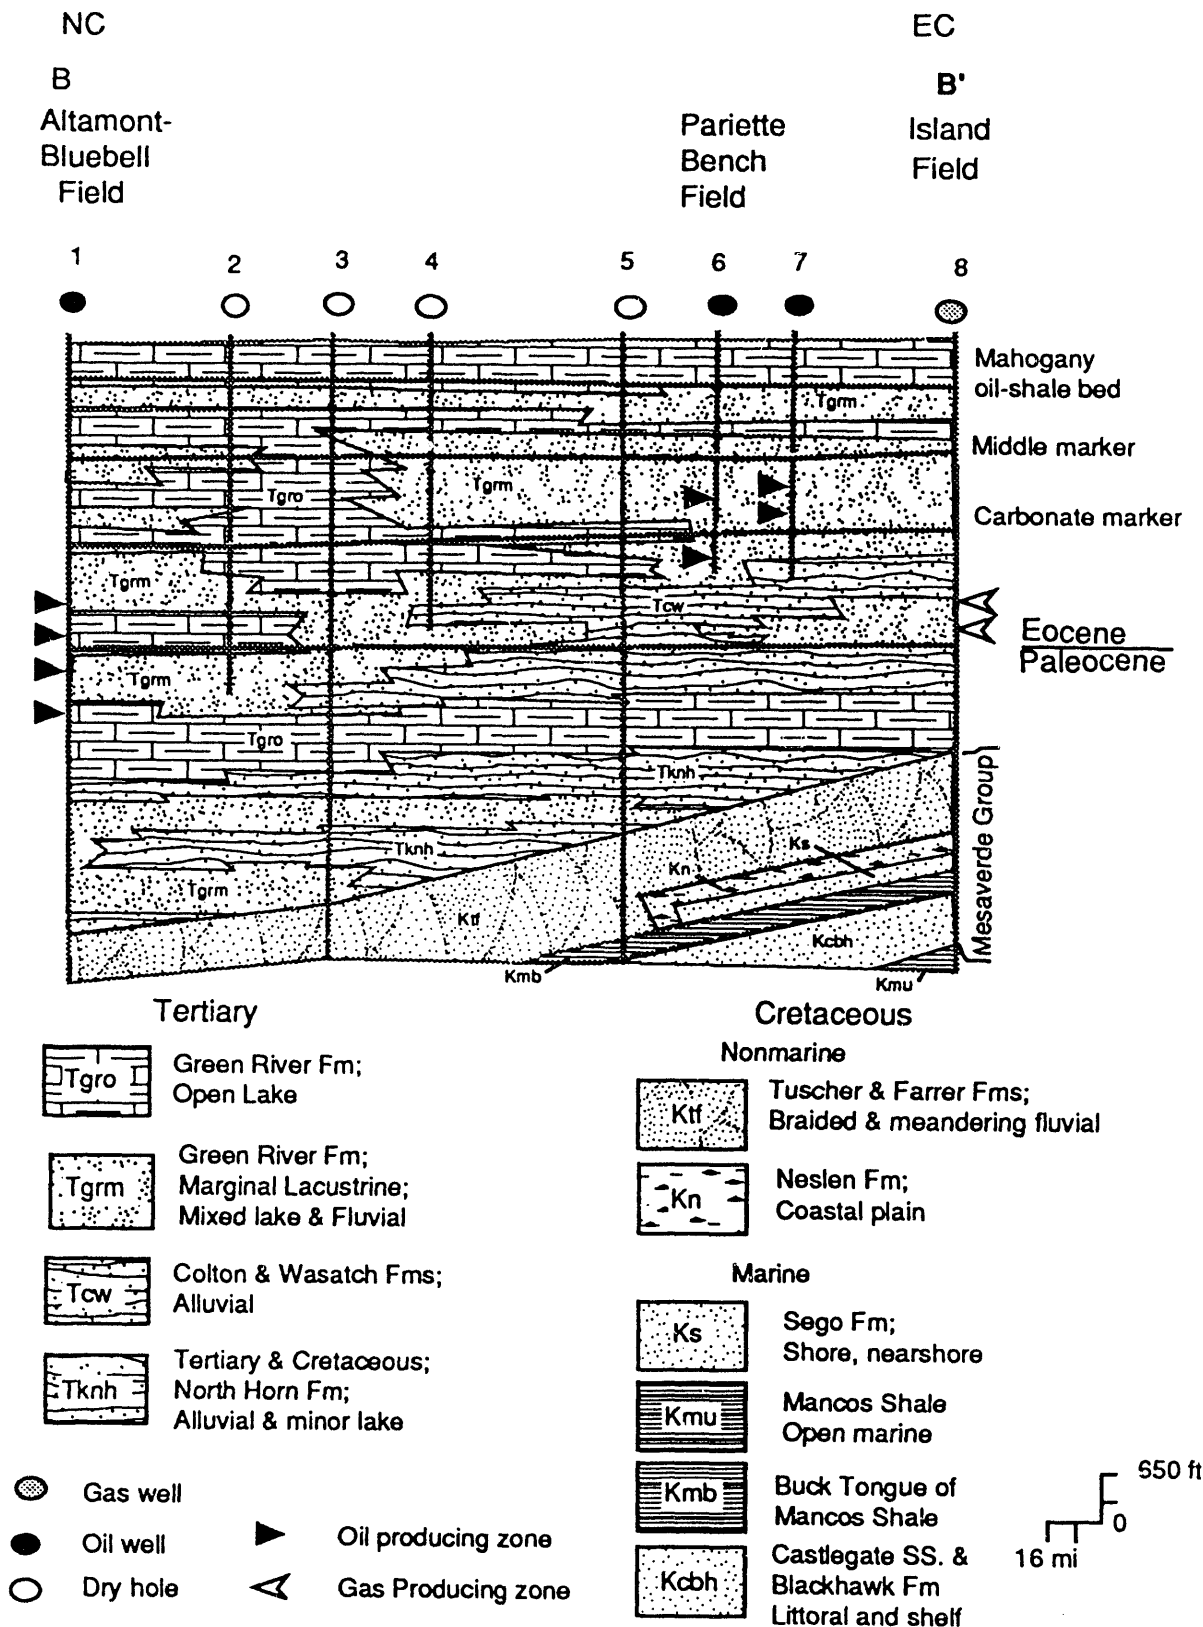 NC
EC
B
B'
Altamont-
Bluebell
Field
Pariette
Bench
Field
Island
Field
1
2
3
4
5
6
7
8
Mahogany
oil-shale bed
Tgrm
Middle marker
Tgro
Tgrm
Carbonate marker
Tgrm
Tcw
Eocene
Paleocene
Tgrm
Tgro
Tknh
Mesaverde Group
Tknh
Ks
Kn
Tgrm
Ktf
Kcbh
Kmb
Kmu
Tertiary
Tgro
Green River Fm;
Open Lake
Tgrm
Green River Fm;
Marginal Lacustrine;
Mixed lake & Fluvial
Tcw
Colton & Wasatch Fms;
Alluvial
Tknh
Tertiary & Cretaceous;
North Horn Fm;
Alluvial & minor lake
Gas well
Oil well
Dry hole
Oil producing zone
Gas Producing zone
Cretaceous
Nonmarine
Ktf
Tuscher & Farrer Fms;
Braided & meandering fluvial
Kn
Neslen Fm;
Coastal plain
Marine
Ks
Sego Fm;
Shore, nearshore
Kmu
Mancos Shale
Open marine
Kmb
Buck Tongue of
Mancos Shale
Kcbh
Castlegate SS. &
Blackhawk Fm
Littoral and shelf
650 ft
0
16 mi